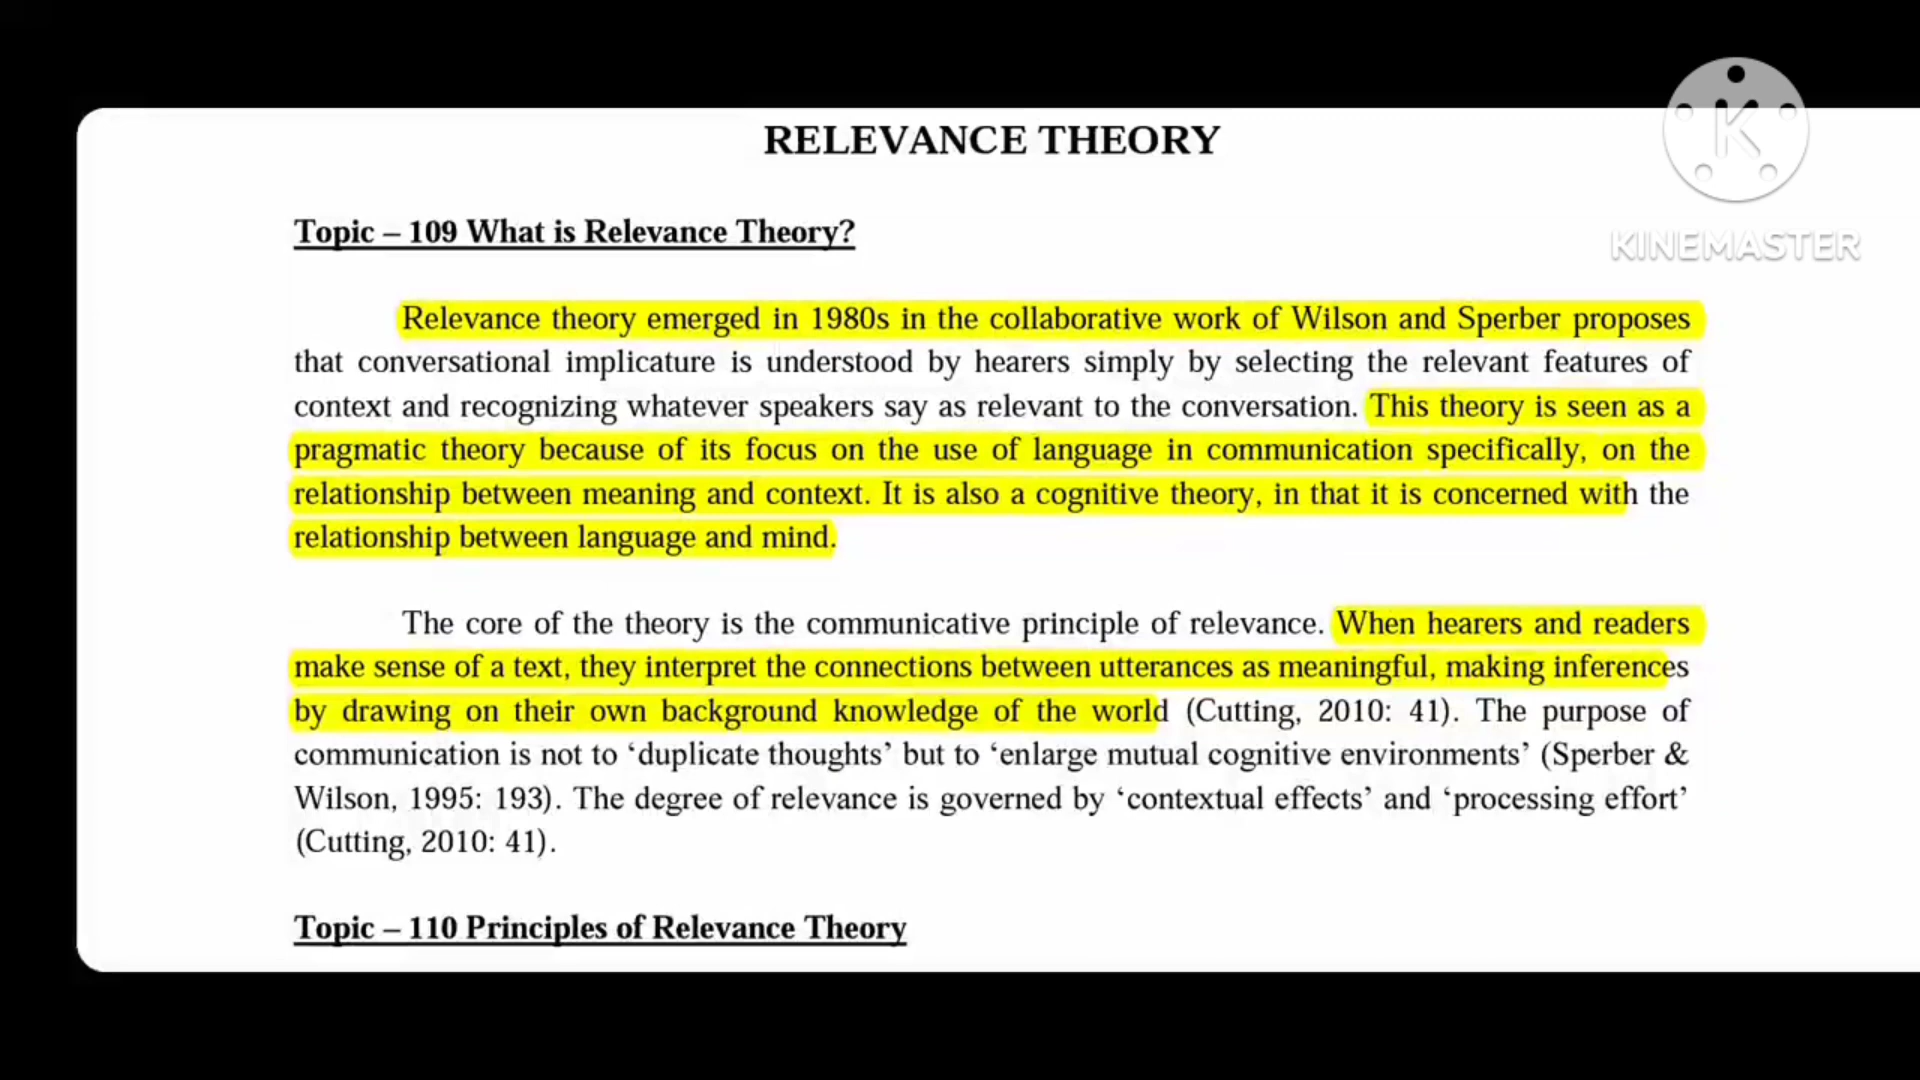 RELEVANCE THEORY
K
KINEMASTER
Topic – 109 What is Relevance Theory?
Relevance theory emerged in 1980s in the collaborative work of Wilson and Sperber proposes
that conversational implicature is understood by hearers simply by selecting the relevant features of
context and recognizing whatever speakers say as relevant to the conversation. This theory is seen as a
pragmatic theory because of its focus on the use of language in communication specifically, on the
relationship between meaning and context. It is also a cognitive theory, in that it is concerned with the
relationship between language and mind.
The core of the theory is the communicative principle of relevance. When hearers and readers
make sense of a text, they interpret the connections between utterances as meaningful, making inferences
by drawing on their own background knowledge of the world (Cutting, 2010: 41). The purpose of
communication is not to ‘duplicate thoughts’ but to ‘enlarge mutual cognitive environments’ (Sperber &
Wilson, 1995: 193). The degree of relevance is governed by ‘contextual effects’ and ‘processing effort’
(Cutting, 2010: 41).
Topic – 110 Principles of Relevance Theory